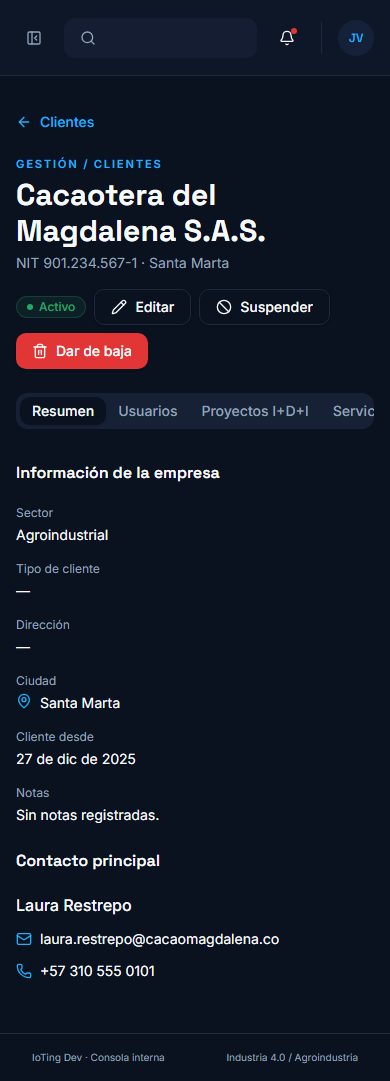 JV
Clientes
GESTIÓN / CLIENTES
Cacaotera del
Magdalena S.A.S.
NIT 901.234.567-1 · Santa Marta
Activo
Editar
Suspender
Dar de baja
Resumen
Usuarios
Proyectos I+D+I
Servic
Información de la empresa
Sector
Agroindustrial
Tipo de cliente
—
Dirección
—
Ciudad
Santa Marta
Cliente desde
27 de dic de 2025
Notas
Sin notas registradas.
Contacto principal
Laura Restrepo
laura.restrepo@cacaomagdalena.co
+57 310 555 0101
IoTing Dev · Consola interna
Industria 4.0 / Agroindustria